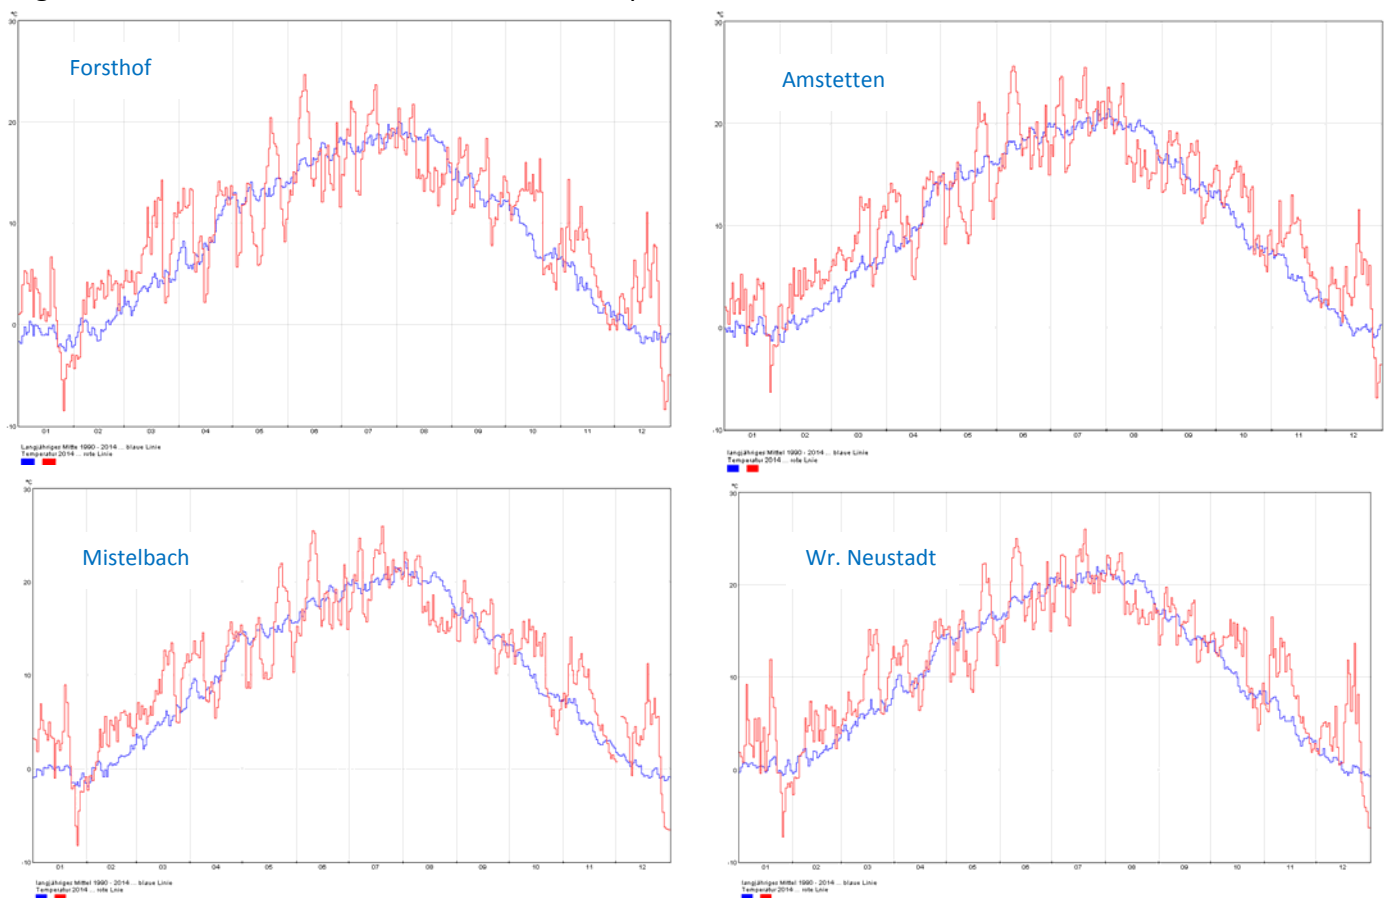 °C
30
20
10
0
-10
Forsthof
01 02 03 04 05 06 07 08 09 10 11 12
Langjähriges Mitte 1990 - 2014 ... blaue Linie
Temperatur 2014 ... rote Linie
°C
30
20
10
0
-10
Amstetten
01 02 03 04 05 06 07 08 09 10 11 12
langjähriges Mittel 1990 - 2014 ... blaue Linie
Temperatur 2014 ... rote Linie
°C
30
20
10
0
-10
Mistelbach
01 02 03 04 05 06 07 08 09 10 11 12
langjähriges Mittel 1990 - 2014 ... blaue Linie
Temperatur 2014 ... rote Linie
°C
30
20
10
0
-10
Wr. Neustadt
01 02 03 04 05 06 07 08 09 10 11 12
langjähriges Mittel 1990 - 2014 ... blaue Linie
Temperatur 2014 ... rote Linie